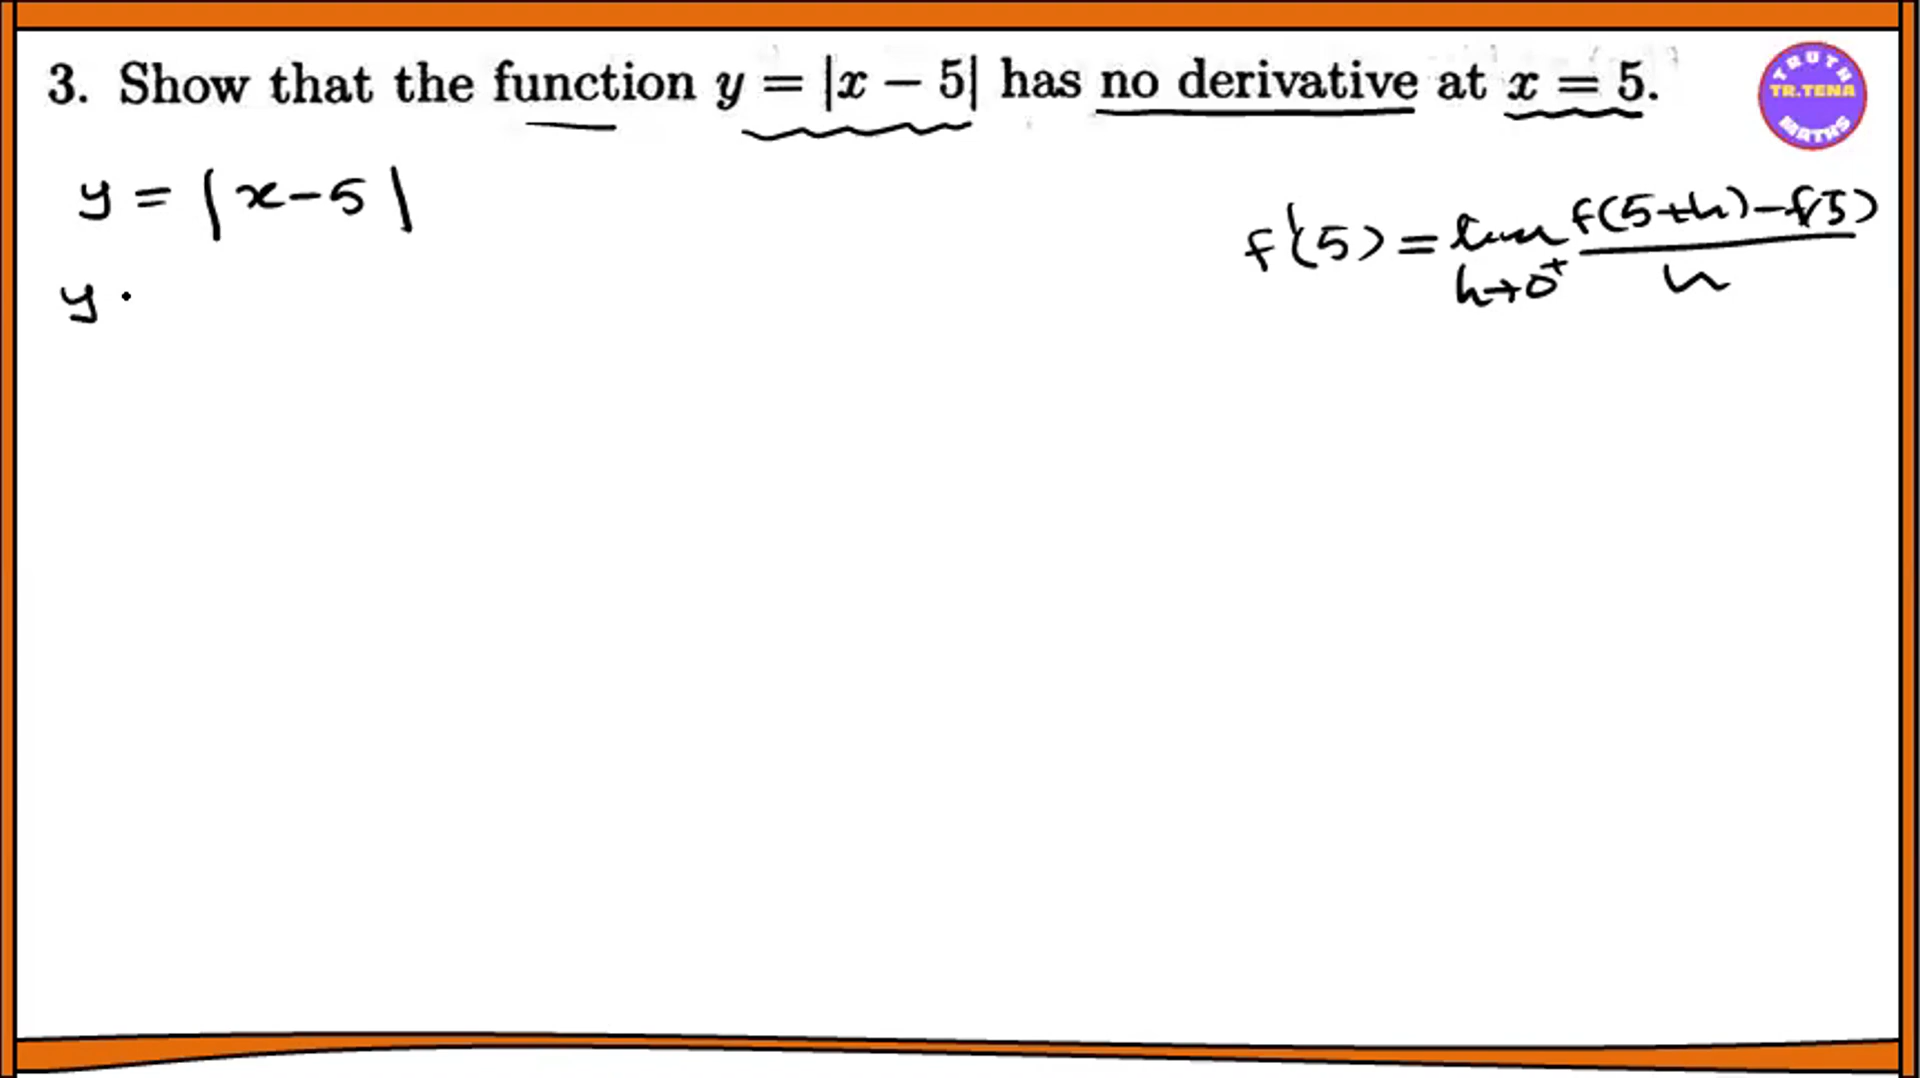 3. Show that the function y = |x − 5| has no derivative at x = 5.
TRUTH
TR.TENA
MATHS
y = |x-5|
f'(5) = lim h→0⁺ f(5+h)-f(5) / h
y